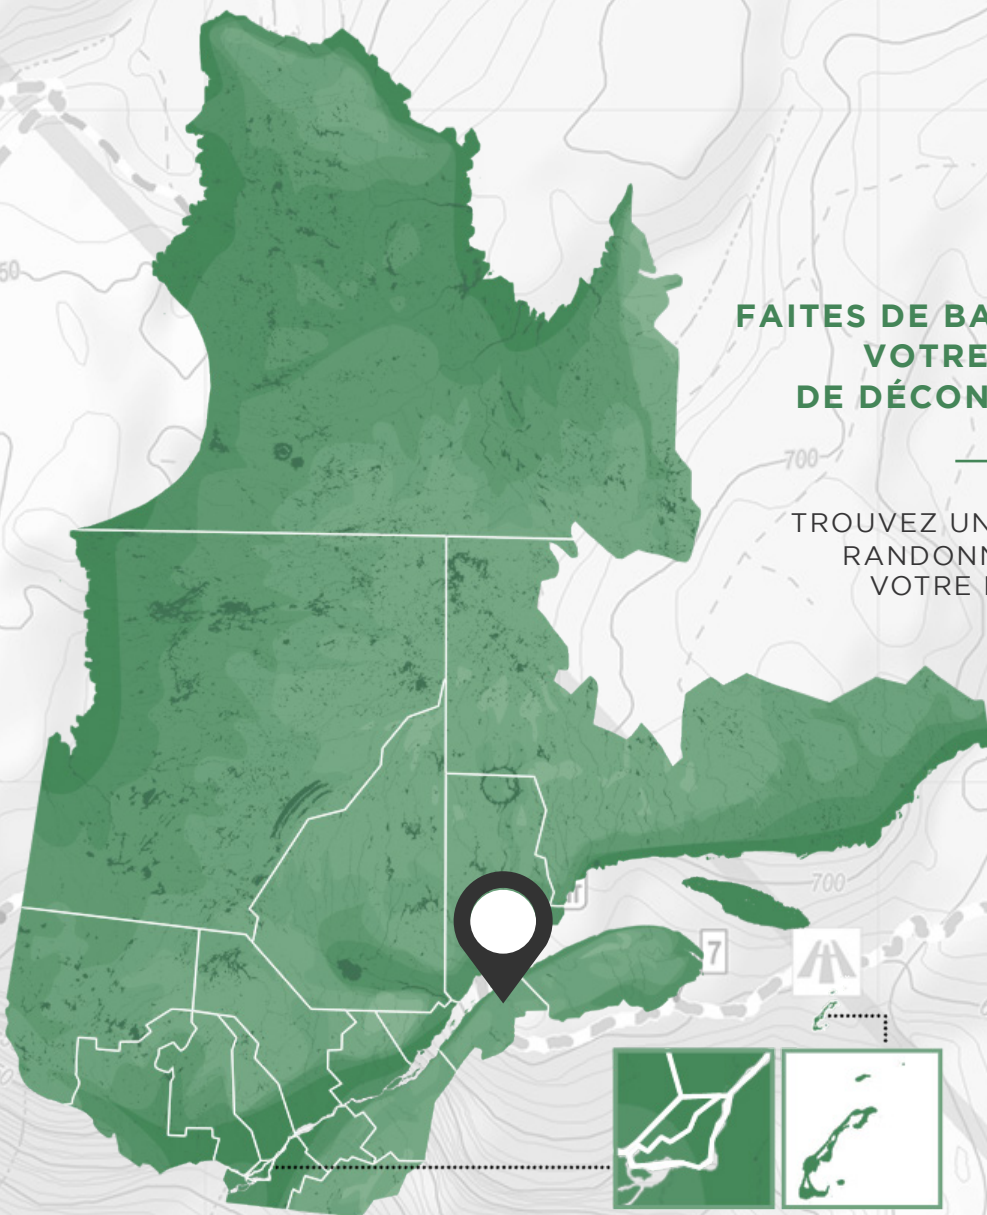 50
FAITES DE BA
VOTRE
DE DÉCON
700
TROUVEZ UN
RANDONN
VOTRE
700
7